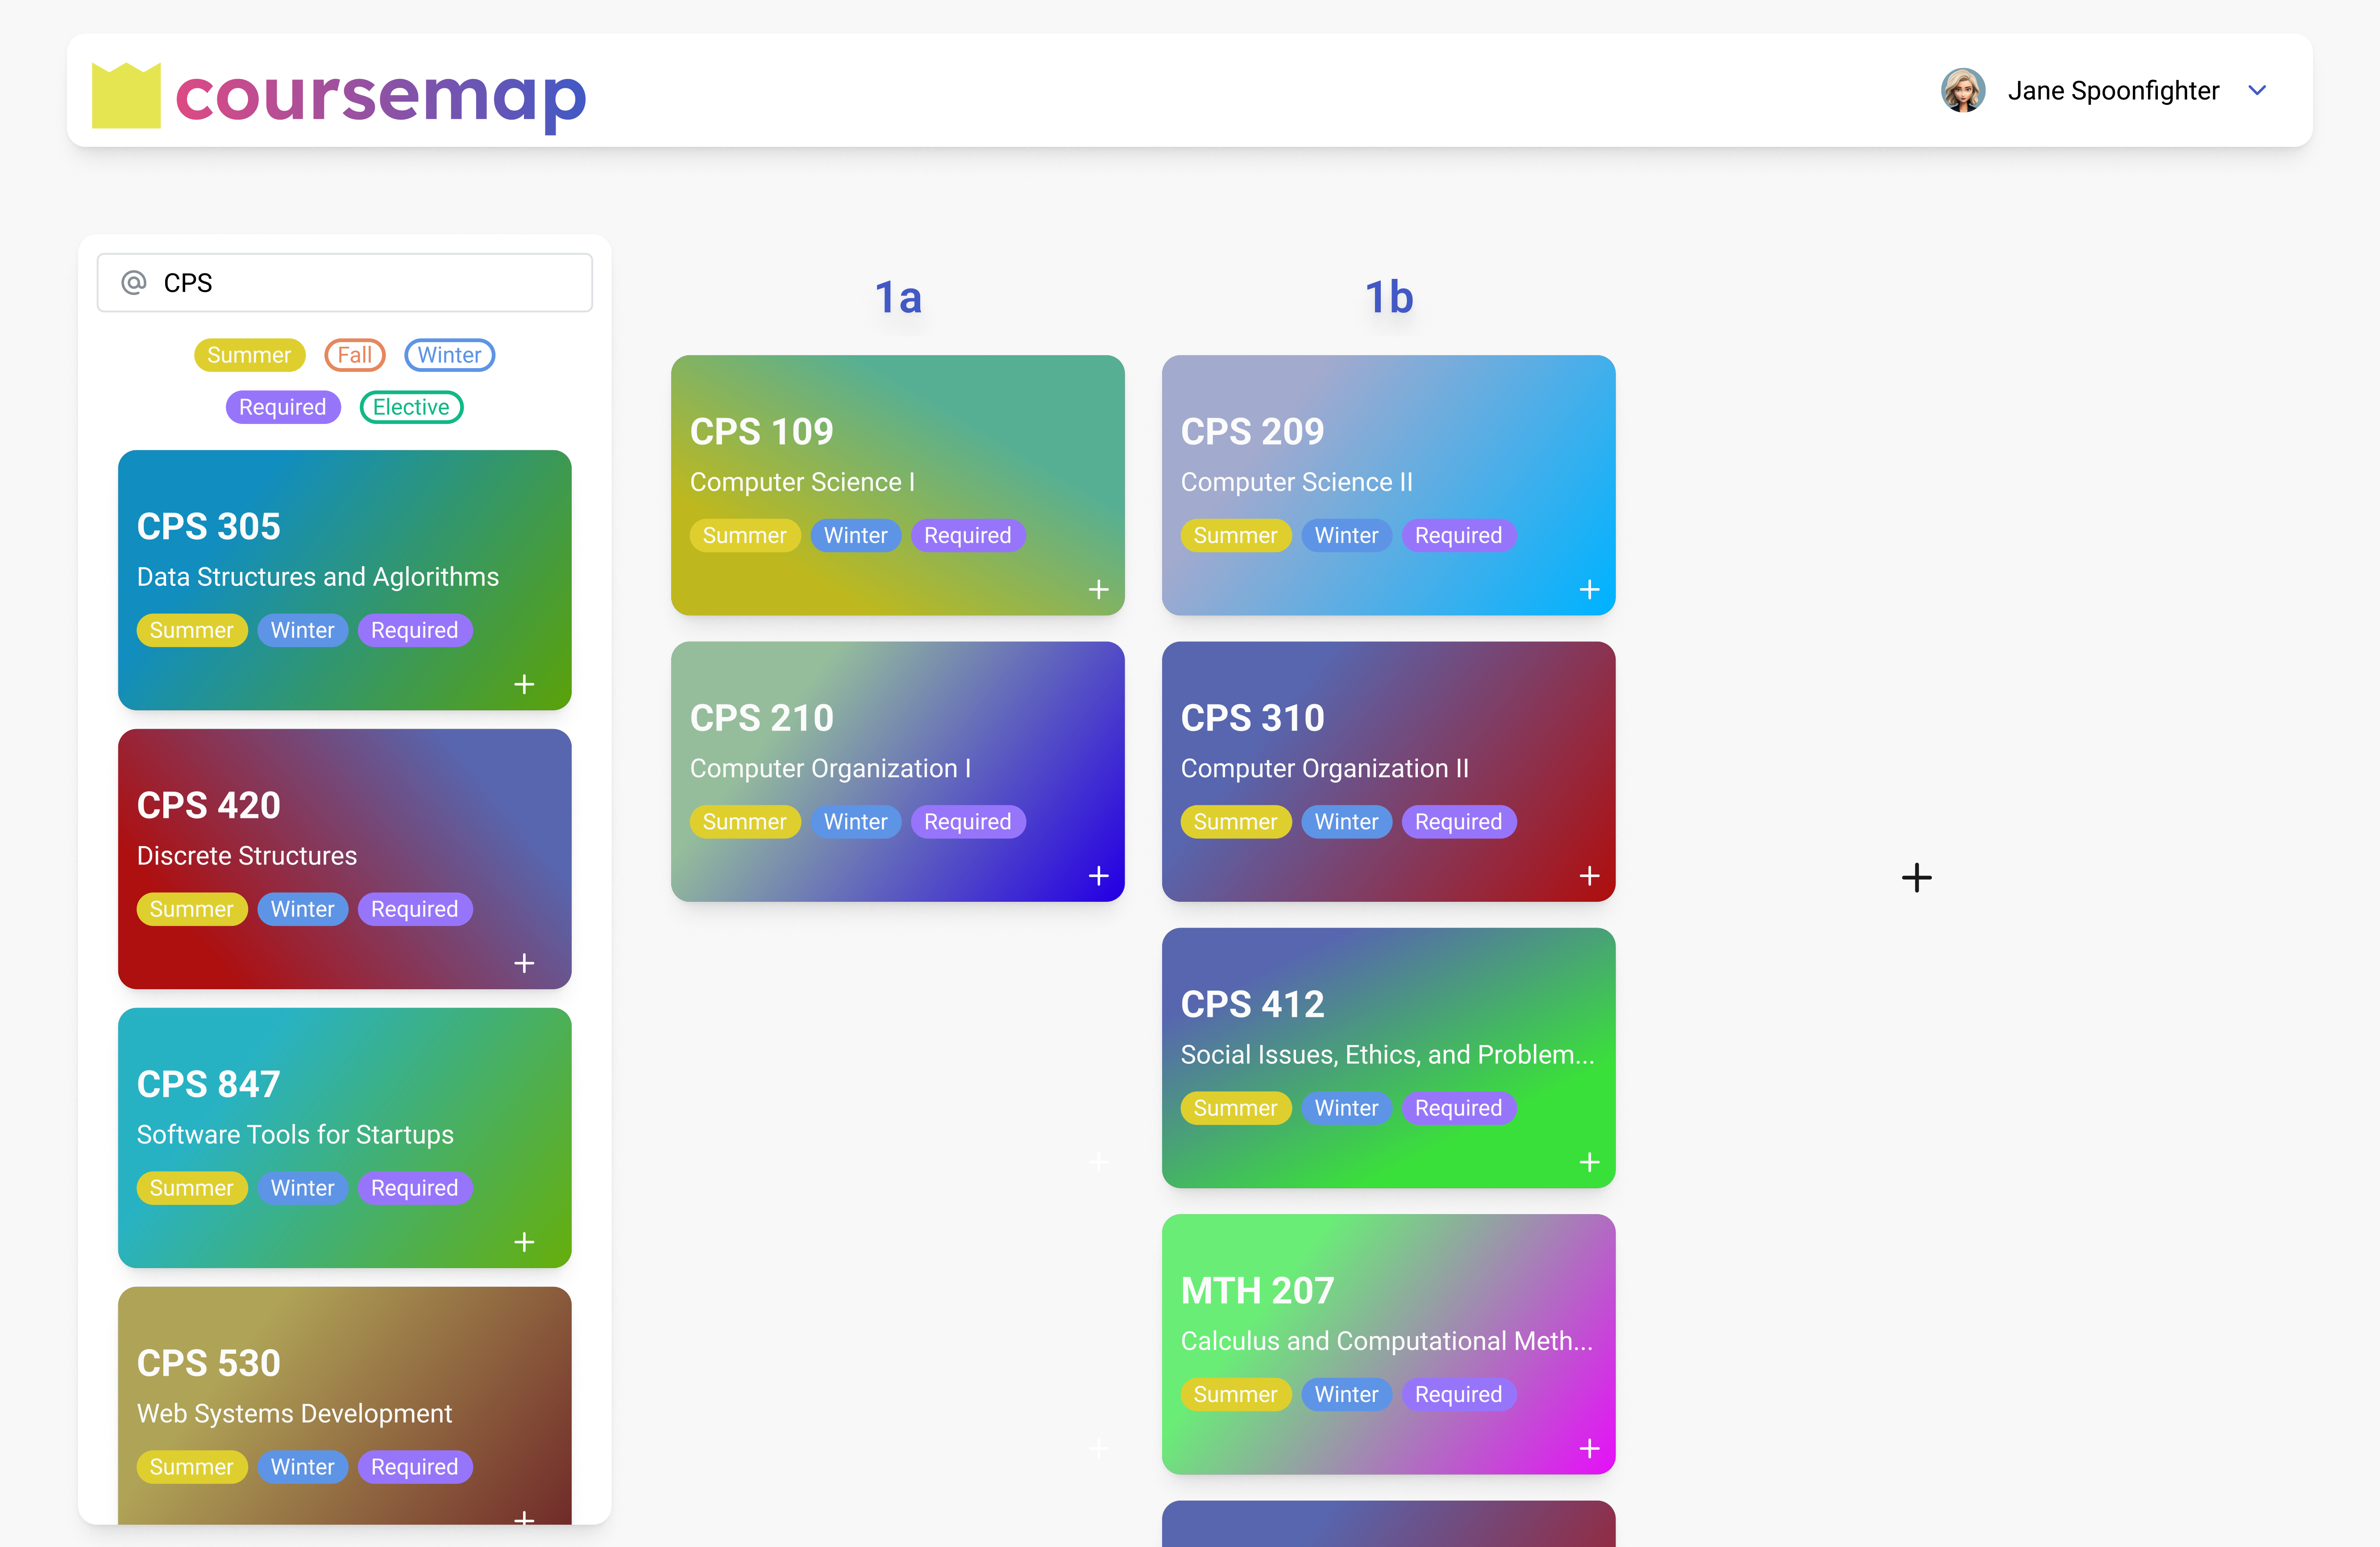 coursemap
Jane Spoonfighter
@ CPS
Summer Fall Winter
Required Elective
CPS 305
Data Structures and Aglorithms
Summer Winter Required
+
CPS 420
Discrete Structures
Summer Winter Required
+
CPS 847
Software Tools for Startups
Summer Winter Required
+
CPS 530
Web Systems Development
Summer Winter Required
+
1a
CPS 109
Computer Science I
Summer Winter Required
+
CPS 210
Computer Organization I
Summer Winter Required
+
+
+
1b
CPS 209
Computer Science II
Summer Winter Required
+
CPS 310
Computer Organization II
Summer Winter Required
+
CPS 412
Social Issues, Ethics, and Problem...
Summer Winter Required
+
MTH 207
Calculus and Computational Meth...
Summer Winter Required
+
+